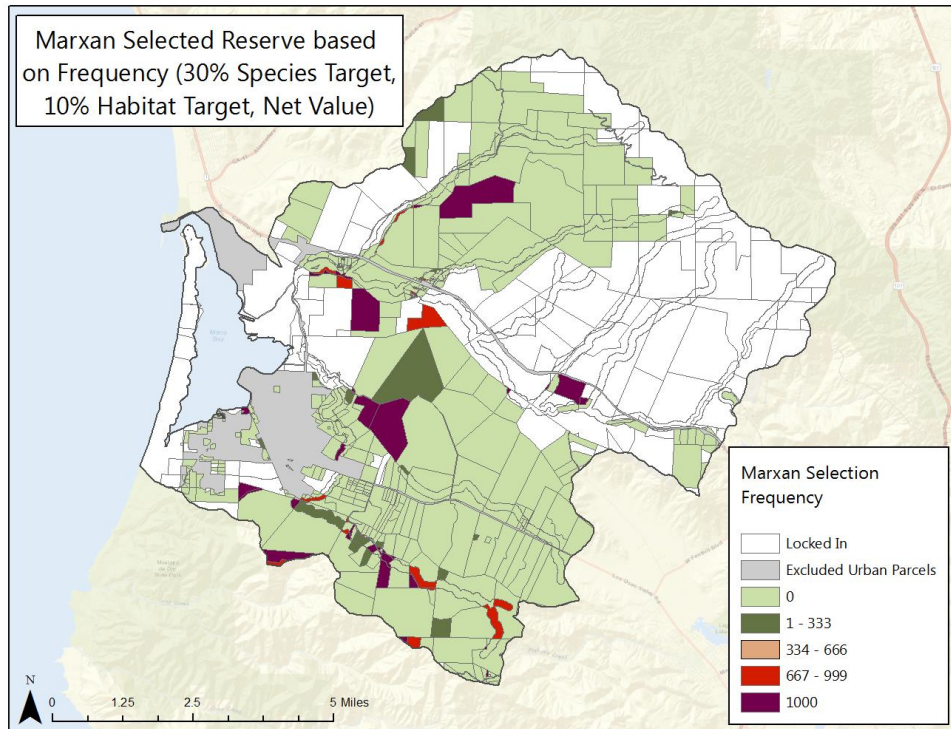 Marxan Selected Reserve based
on Frequency (30% Species Target,
10% Habitat Target, Net Value)
Marxan Selection
Frequency
Locked In
Excluded Urban Parcels
0
1 - 333
334 - 666
667 - 999
1000
N
0
1.25
2.5
5 Miles